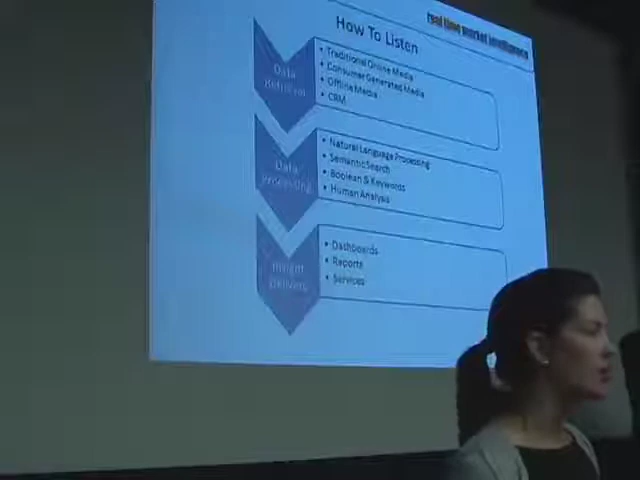 real time market intelligence
How To Listen
Data
Retrieval
• Traditional Online Media
• Consumer Generated Media
• Offline Media
• CRM
Data
Processing
• Natural Language Processing
• Semantic Search
• Boolean & Keywords
• Human Analysis
Insight
Delivery
• Dashboards
• Reports
• Services